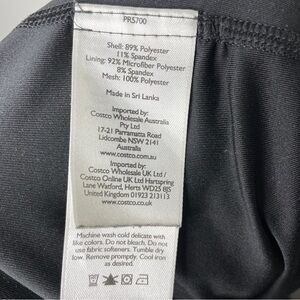 PRS700
Shell: 89% Polyester
11% Spandex
Lining: 92% Microfiber Polyester
8% Spandex
Mesh: 100% Polyester
Made in Sri Lanka
Imported by:
Costco Wholesale Australia
Pty Ltd
17-21 Parramatta Road
Lidcombe NSW 2141
Australia
www.costco.com.au
Imported by:
Costco Wholesale UK Ltd /
Costco Online UK Ltd Hartspring
Lane Watford, Herts WD25 8JS
United Kingdom 01923 213113
www.costco.co.uk
Machine wash cold delicate with
like colors. Do not bleach. Do not
use fabric softeners. Tumble dry
low. Remove promptly. Cool iron
as desired.